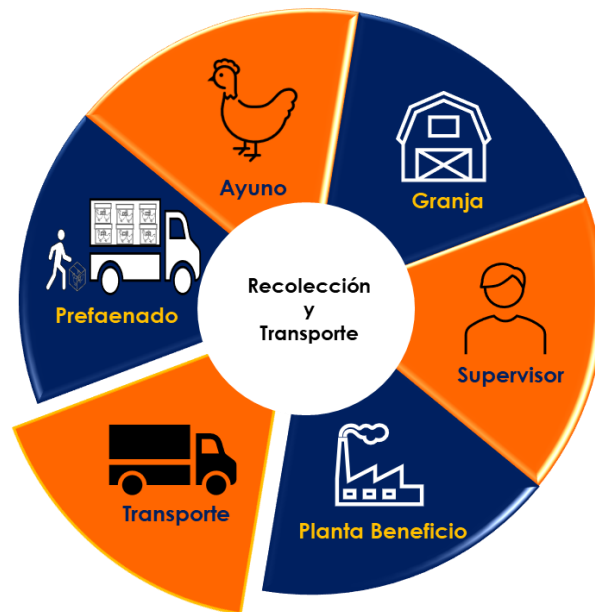 Ayuno
Granja
Prefaenado
Recolección
y
Transporte
Supervisor
Transporte
Planta Beneficio